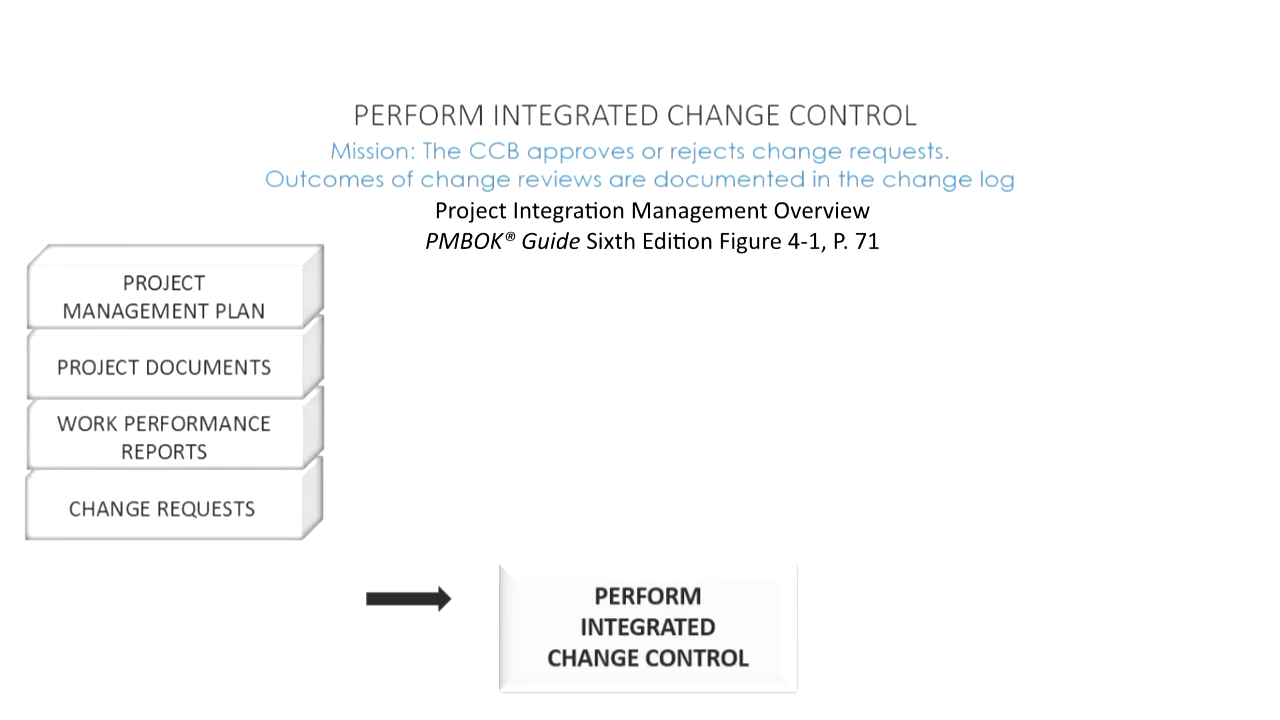 PERFORM INTEGRATED CHANGE CONTROL
Mission: The CCB approves or rejects change requests.
Outcomes of change reviews are documented in the change log
Project Integration Management Overview
PMBOK® Guide Sixth Edition Figure 4-1, P. 71
PROJECT
MANAGEMENT PLAN
PROJECT DOCUMENTS
WORK PERFORMANCE
REPORTS
CHANGE REQUESTS
PERFORM
INTEGRATED
CHANGE CONTROL